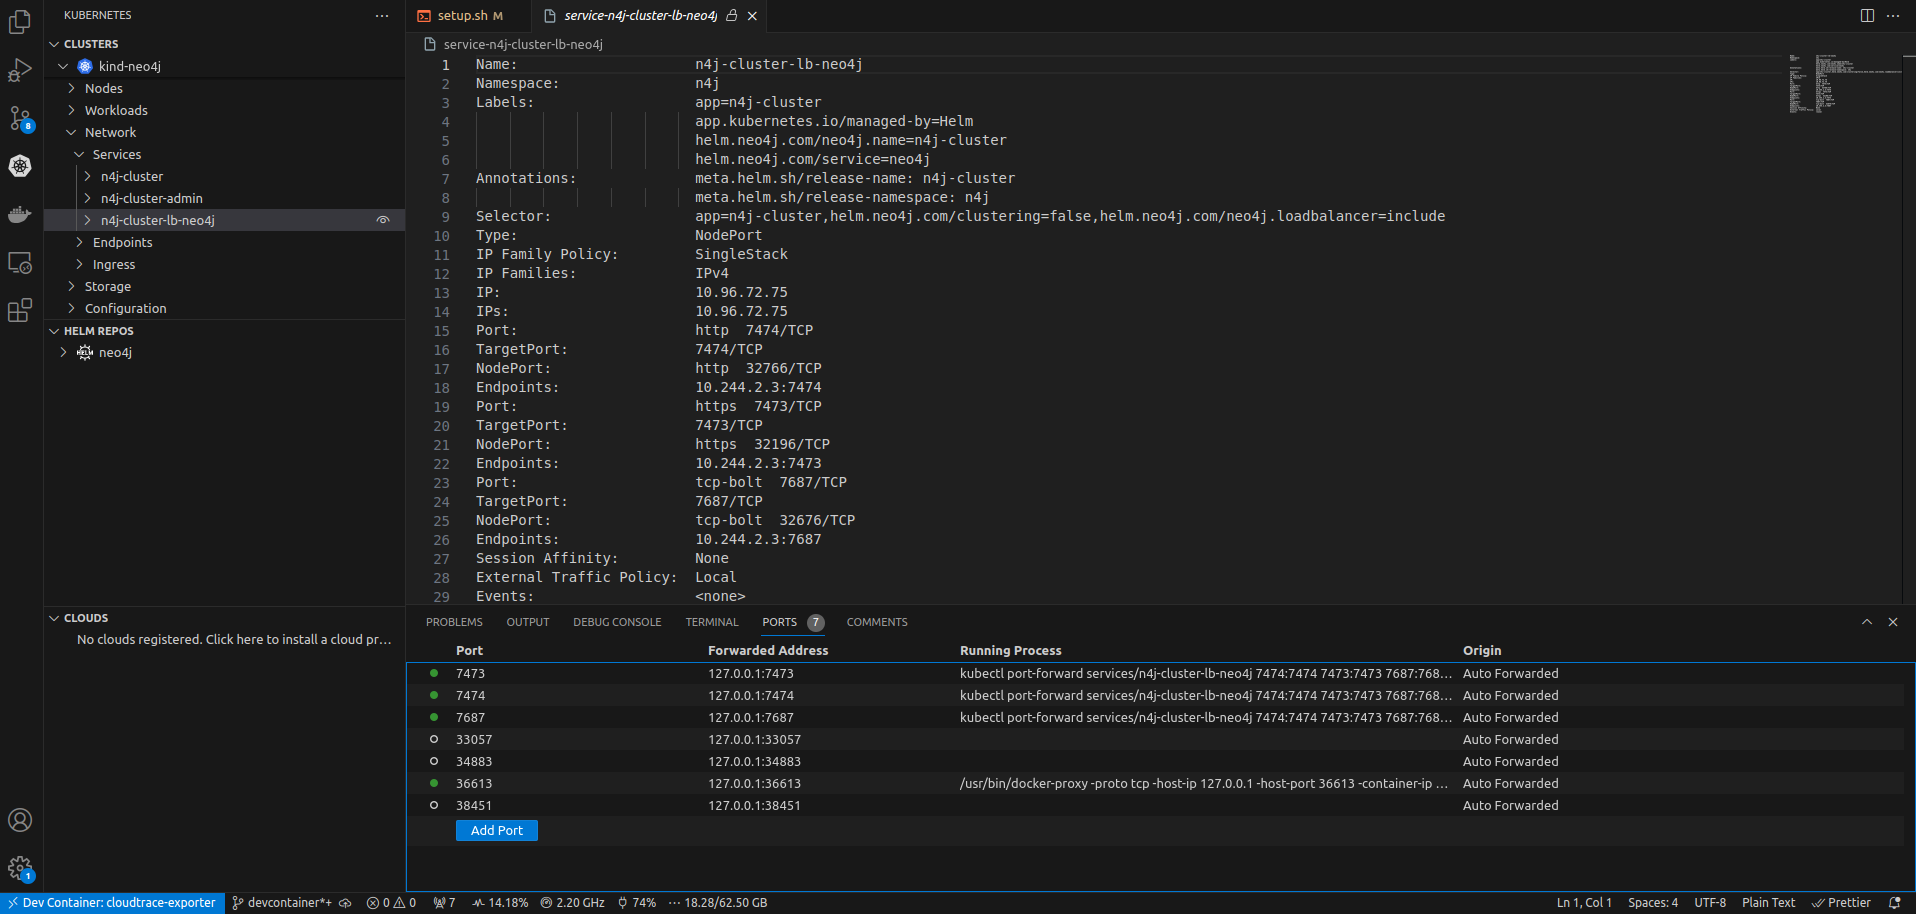 KUBERNETES
CLUSTERS
kind-neo4j
Nodes
Workloads
Network
Services
n4j-cluster
n4j-cluster-admin
n4j-cluster-lb-neo4j
Endpoints
Ingress
Storage
Configuration
HELM REPOS
HELM neo4j
CLOUDS
No clouds registered. Click here to install a cloud pr...
8
1
setup.sh M
service-n4j-cluster-lb-neo4j
service-n4j-cluster-lb-neo4j
1 Name: n4j-cluster-lb-neo4j
2 Namespace: n4j
3 Labels: app=n4j-cluster
4 app.kubernetes.io/managed-by=Helm
5 helm.neo4j.com/neo4j.name=n4j-cluster
6 helm.neo4j.com/service=neo4j
7 Annotations: meta.helm.sh/release-name: n4j-cluster
8 meta.helm.sh/release-namespace: n4j
9 Selector: app=n4j-cluster,helm.neo4j.com/clustering=false,helm.neo4j.com/neo4j.loadbalancer=include
10 Type: NodePort
11 IP Family Policy: SingleStack
12 IP Families: IPv4
13 IP: 10.96.72.75
14 IPs: 10.96.72.75
15 Port: http 7474/TCP
16 TargetPort: 7474/TCP
17 NodePort: http 32766/TCP
18 Endpoints: 10.244.2.3:7474
19 Port: https 7473/TCP
20 TargetPort: 7473/TCP
21 NodePort: https 32196/TCP
22 Endpoints: 10.244.2.3:7473
23 Port: tcp-bolt 7687/TCP
24 TargetPort: 7687/TCP
25 NodePort: tcp-bolt 32676/TCP
26 Endpoints: 10.244.2.3:7687
27 Session Affinity: None
28 External Traffic Policy: Local
29 Events: <none>
PROBLEMS OUTPUT DEBUG CONSOLE TERMINAL PORTS 7 COMMENTS
Port Forwarded Address Running Process Origin
7473 127.0.0.1:7473 kubectl port-forward services/n4j-cluster-lb-neo4j 7474:7474 7473:7473 7687:768... Auto Forwarded
7474 127.0.0.1:7474 kubectl port-forward services/n4j-cluster-lb-neo4j 7474:7474 7473:7473 7687:768... Auto Forwarded
7687 127.0.0.1:7687 kubectl port-forward services/n4j-cluster-lb-neo4j 7474:7474 7473:7473 7687:768... Auto Forwarded
33057 127.0.0.1:33057 Auto Forwarded
34883 127.0.0.1:34883 Auto Forwarded
36613 127.0.0.1:36613 /usr/bin/docker-proxy -proto tcp -host-ip 127.0.0.1 -host-port 36613 -container-ip ... Auto Forwarded
38451 127.0.0.1:38451 Auto Forwarded
Add Port
Dev Container: cloudtrace-exporter devcontainer*+ 0 0 7 14.18% 2.20 GHz 74% 18.28/62.50 GB Ln 1, Col 1 Spaces: 4 UTF-8 Plain Text Prettier